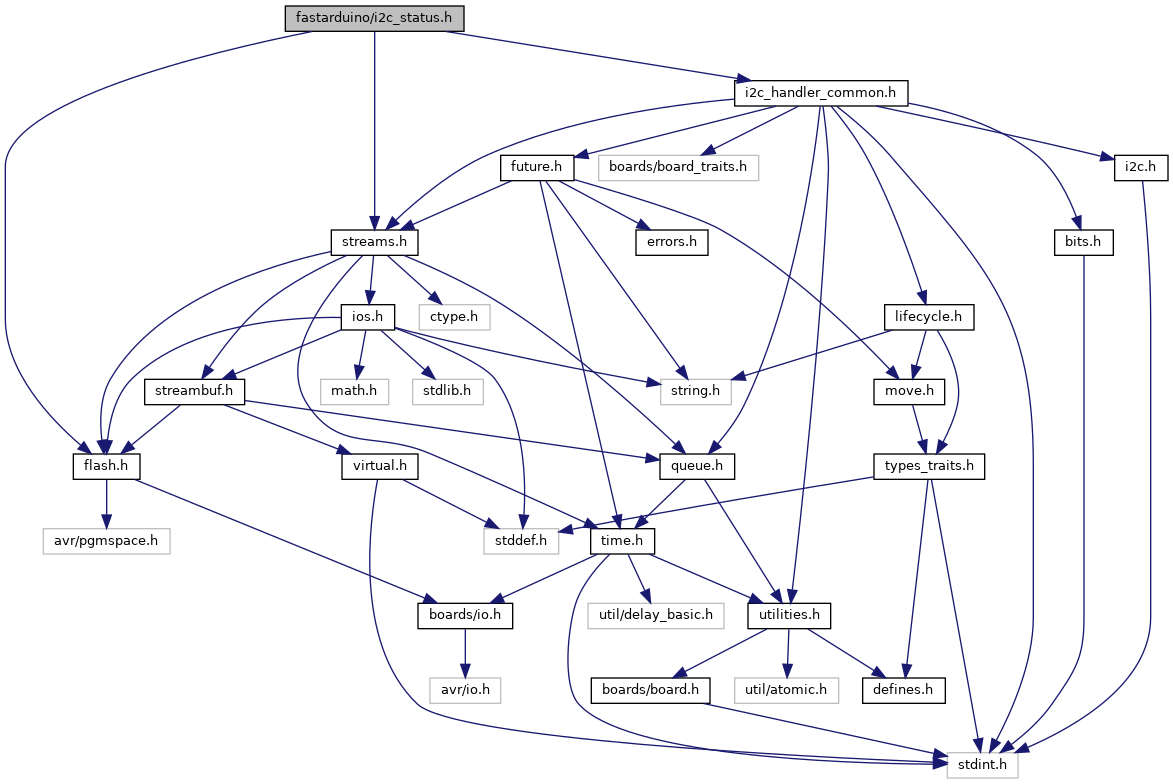 fastarduino/i2c_status.h
i2c_handler_common.h
future.h
boards/board_traits.h
i2c.h
streams.h
errors.h
bits.h
ios.h
ctype.h
lifecycle.h
streambuf.h
math.h
stdlib.h
string.h
move.h
flash.h
virtual.h
queue.h
types_traits.h
avr/pgmspace.h
stddef.h
time.h
boards/io.h
util/delay_basic.h
utilities.h
avr/io.h
boards/board.h
util/atomic.h
defines.h
stdint.h